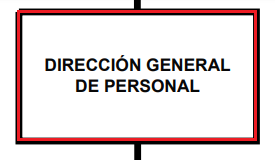 DIRECCIÓN GENERAL
DE PERSONAL